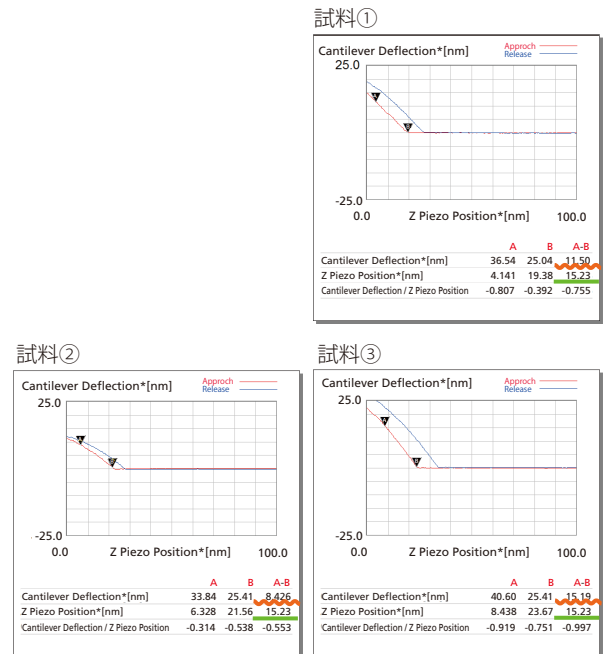 試料①
Cantilever Deflection*[nm]
Approch
Release
25.0
-25.0
0.0 Z Piezo Position*[nm] 100.0
A B A-B
Cantilever Deflection*[nm] 36.54 25.04 11.50
Z Piezo Position*[nm] 4.141 19.38 15.23
Cantilever Deflection / Z Piezo Position -0.807 -0.392 -0.755
試料②
Cantilever Deflection*[nm]
Approch
Release
25.0
-25.0
0.0 Z Piezo Position*[nm] 100.0
A B A-B
Cantilever Deflection*[nm] 33.84 25.41 8.426
Z Piezo Position*[nm] 6.328 21.56 15.23
Cantilever Deflection / Z Piezo Position -0.314 -0.538 -0.553
試料③
Cantilever Deflection*[nm]
Approch
Release
25.0
A
B
-25.0
0.0 Z Piezo Position*[nm] 100.0
A B A-B
Cantilever Deflection*[nm] 40.60 25.41 15.19
Z Piezo Position*[nm] 8.438 23.67 15.23
Cantilever Deflection / Z Piezo Position -0.919 -0.751 -0.997